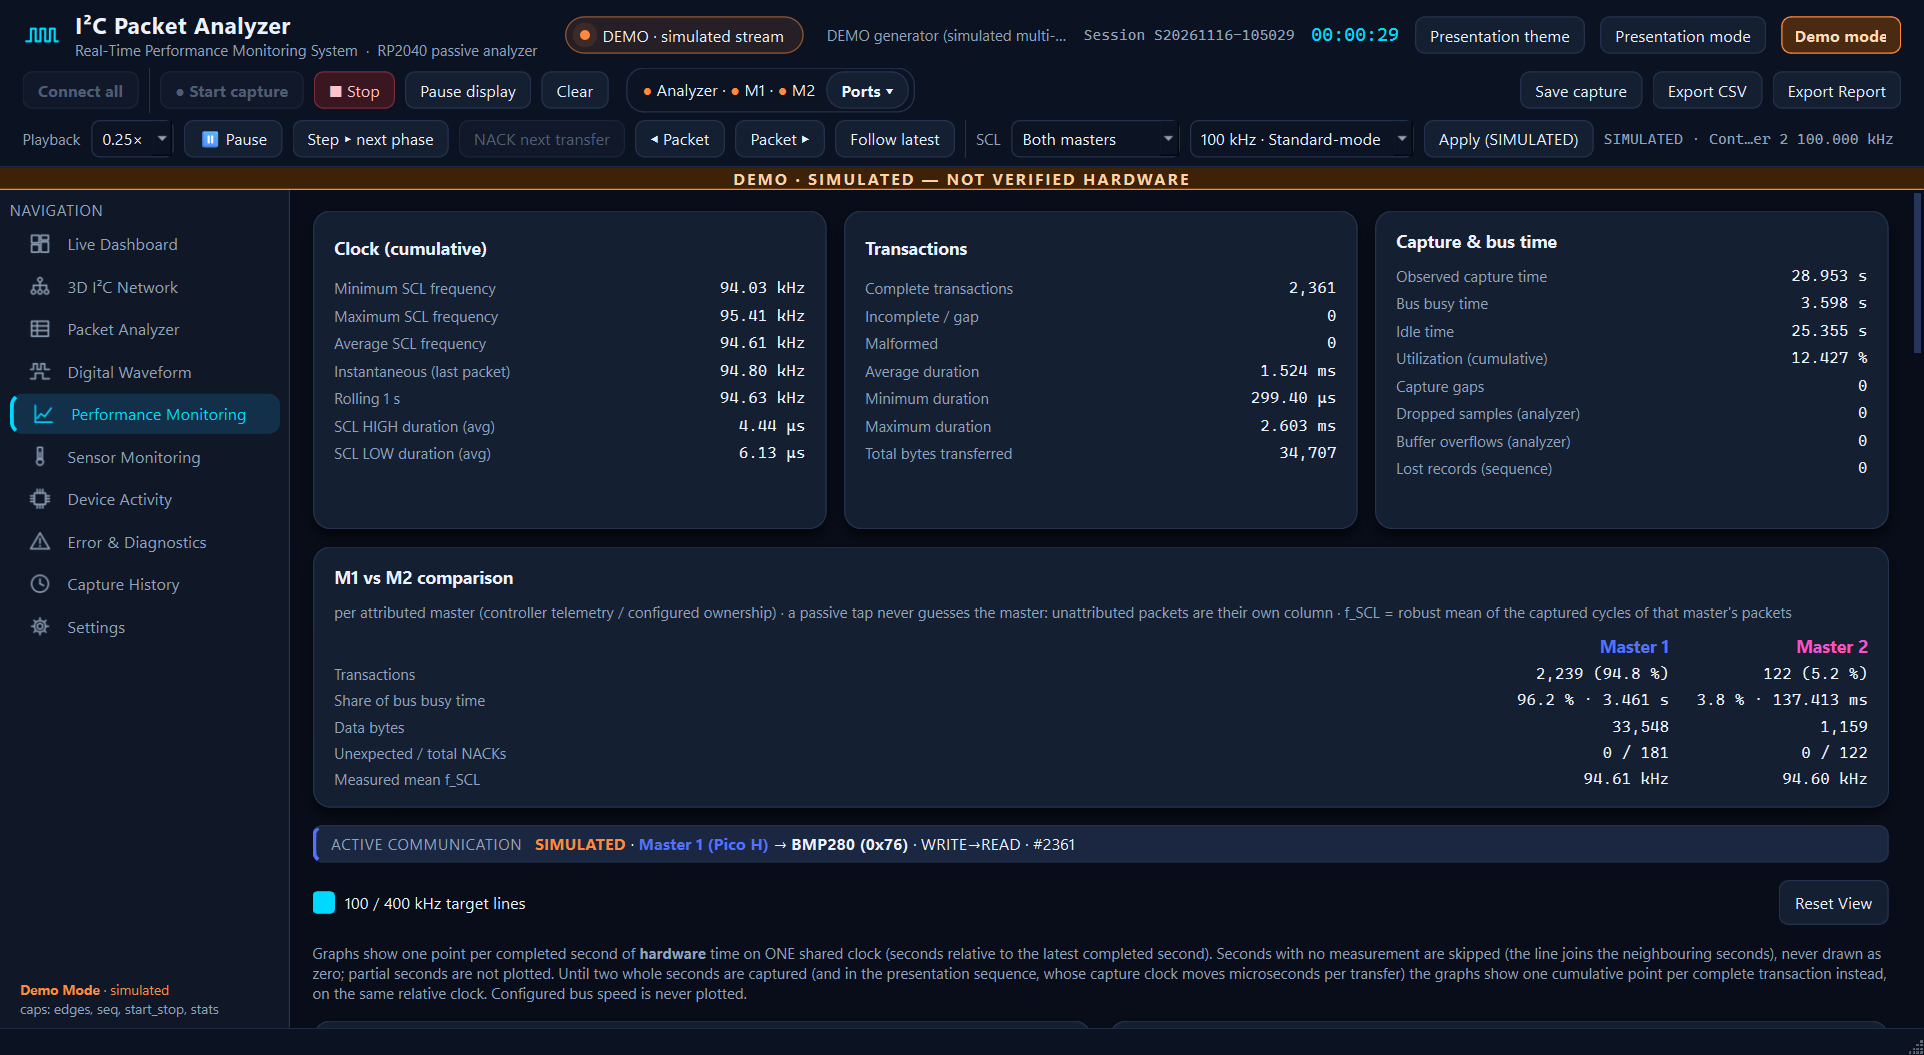 I²C Packet Analyzer
Real-Time Performance Monitoring System · RP2040 passive analyzer
DEMO · simulated stream
DEMO generator (simulated multi-...
Session S20261116-105029
00:00:29
Presentation theme
Presentation mode
Demo mode
Connect all
● Start capture
■ Stop
Pause display
Clear
● Analyzer · ● M1 · ● M2
Ports ▾
Save capture
Export CSV
Export Report
Playback
0.25×
⏸ Pause
Step ▸ next phase
NACK next transfer
◂ Packet
Packet ▸
Follow latest
SCL
Both masters
100 kHz · Standard-mode
Apply (SIMULATED)
SIMULATED · Cont…er 2 100.000 kHz
DEMO · SIMULATED — NOT VERIFIED HARDWARE
NAVIGATION
Live Dashboard
3D I²C Network
Packet Analyzer
Digital Waveform
Performance Monitoring
Sensor Monitoring
Device Activity
Error & Diagnostics
Capture History
Settings
Demo Mode · simulated
caps: edges, seq, start_stop, stats
Clock (cumulative)
Minimum SCL frequency 94.03 kHz
Maximum SCL frequency 95.41 kHz
Average SCL frequency 94.61 kHz
Instantaneous (last packet) 94.80 kHz
Rolling 1 s 94.63 kHz
SCL HIGH duration (avg) 4.44 µs
SCL LOW duration (avg) 6.13 µs
Transactions
Complete transactions 2,361
Incomplete / gap 0
Malformed 0
Average duration 1.524 ms
Minimum duration 299.40 µs
Maximum duration 2.603 ms
Total bytes transferred 34,707
Capture & bus time
Observed capture time 28.953 s
Bus busy time 3.598 s
Idle time 25.355 s
Utilization (cumulative) 12.427 %
Capture gaps 0
Dropped samples (analyzer) 0
Buffer overflows (analyzer) 0
Lost records (sequence) 0
M1 vs M2 comparison
per attributed master (controller telemetry / configured ownership) · a passive tap never guesses the master: unattributed packets are their own column · f_SCL = robust mean of the captured cycles of that master's packets
Master 1 Master 2
Transactions 2,239 (94.8 %) 122 (5.2 %)
Share of bus busy time 96.2 % · 3.461 s 3.8 % · 137.413 ms
Data bytes 33,548 1,159
Unexpected / total NACKs 0 / 181 0 / 122
Measured mean f_SCL 94.61 kHz 94.60 kHz
ACTIVE COMMUNICATION SIMULATED · Master 1 (Pico H) → BMP280 (0x76) · WRITE→READ · #2361
100 / 400 kHz target lines
Reset View
Graphs show one point per completed second of hardware time on ONE shared clock (seconds relative to the latest completed second). Seconds with no measurement are skipped (the line joins the neighbouring seconds), never drawn as
zero; partial seconds are not plotted. Until two whole seconds are captured (and in the presentation sequence, whose capture clock moves microseconds per transfer) the graphs show one cumulative point per complete transaction instead,
on the same relative clock. Configured bus speed is never plotted.